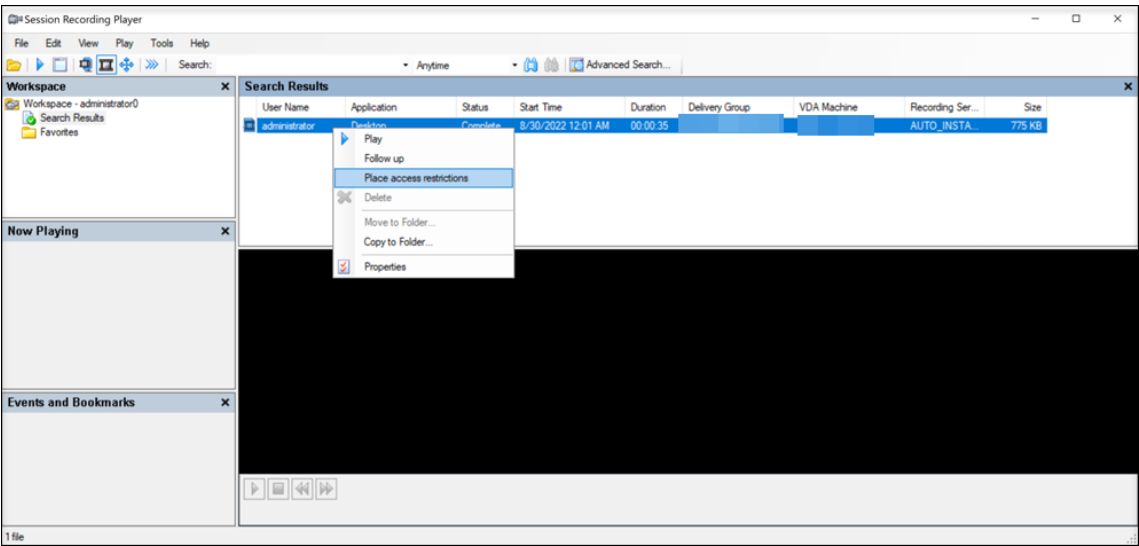 Session Recording Player
File Edit View Play Tools Help
Search: Anytime Advanced Search...
Workspace
Workspace - administrator0
Search Results
Favorites
Search Results
User Name Application Status Start Time Duration Delivery Group VDA Machine Recording Ser... Size
administrator Desktop Complete 8/30/2022 12:01 AM 00:00:35 AUTO_INSTA... 775 KB
Play
Follow up
Place access restrictions
Delete
Move to Folder...
Copy to Folder...
Properties
Now Playing
Events and Bookmarks
1 file